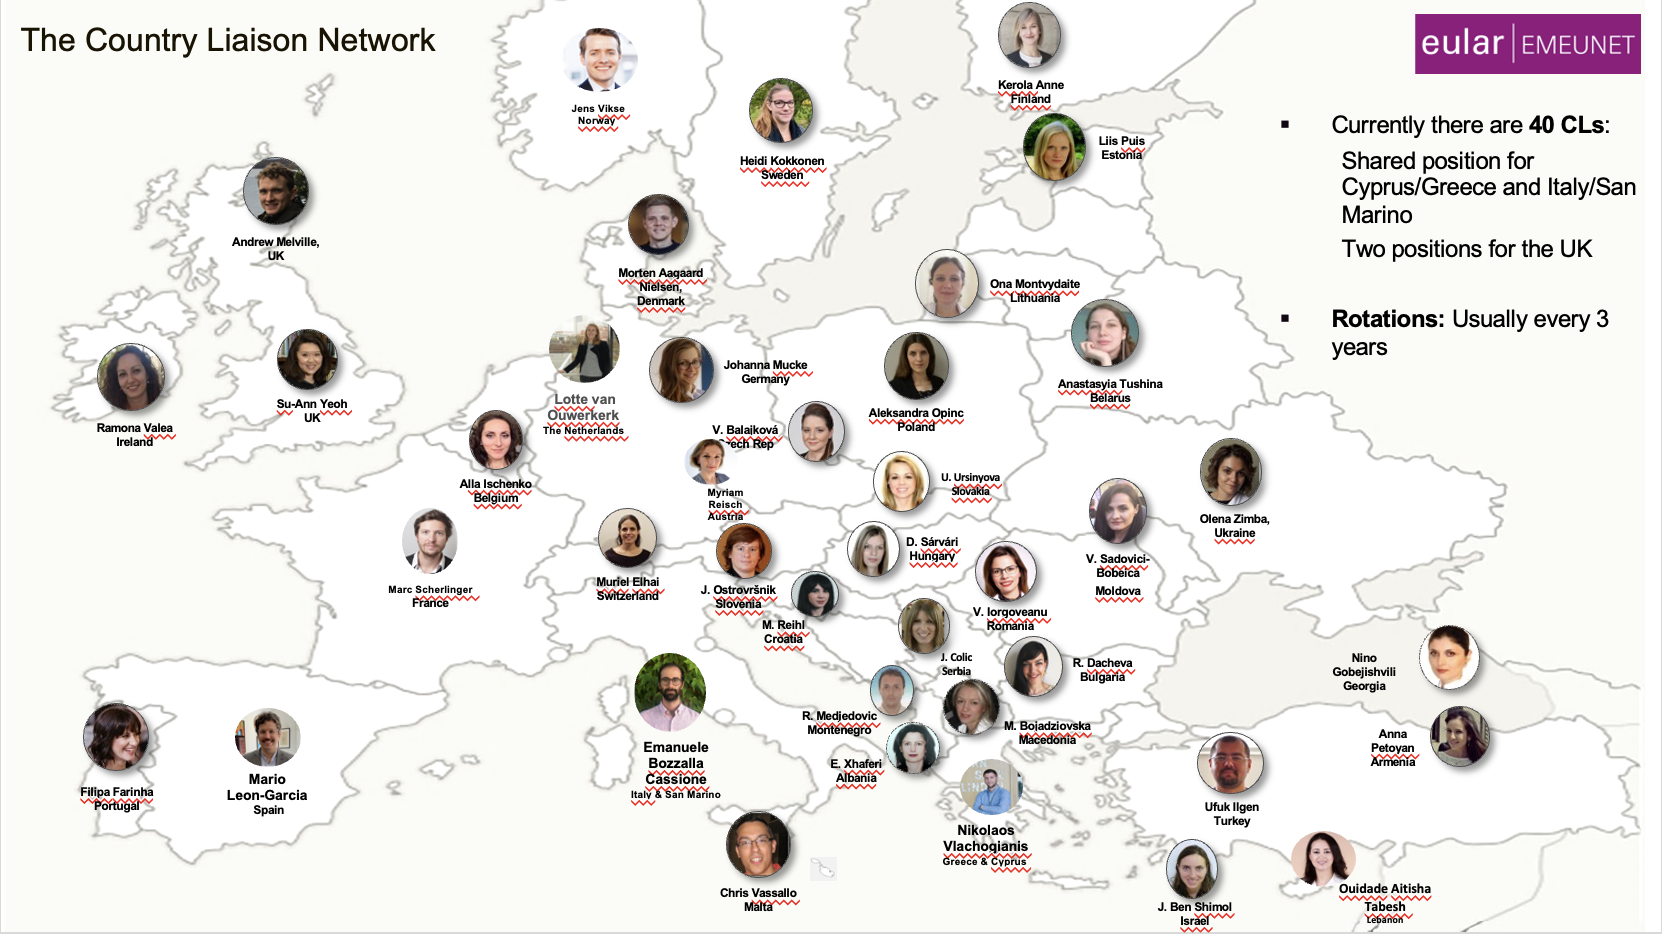 The Country Liaison Network
eular EMEUNET
Currently there are 40 CLs:
Shared position for
Cyprus/Greece and Italy/San
Marino
Two positions for the UK
Rotations: Usually every 3
years
Jens Vikse
Norway
Heidi Kokkonen
Sweden
Kerola Anne
Finland
Liis Puis
Estonia
Andrew Melville,
UK
Morten Aagaard
Nielsen,
Denmark
Ona Montvydaite
Lithuania
Ramona Valea
Ireland
Su-Ann Yeoh
UK
Lotte van
Ouwerkerk
The Netherlands
Johanna Mucke
Germany
Aleksandra Opinc
Poland
Anastasyia Tushina
Belarus
Alla Ischenko
Belgium
V. Balajková
Czech Rep
Myriam
Reisch
Austria
U. Ursinyova
Slovakia
Olena Zimba,
Ukraine
Marc Scherlinger
France
Muriel Elhai
Switzerland
J. Ostrovršnik
Slovenia
D. Sárvári
Hungary
V. Sadovici-
Bobeica
Moldova
M. Reihl
Croatia
V. Iorgoveanu
Romania
J. Colic
Serbia
R. Dacheva
Bulgaria
Nino
Gobejishvili
Georgia
Filipa Farinha
Portugal
Mario
Leon-Garcia
Spain
Emanuele
Bozzalla
Cassione
Italy & San Marino
R. Medjedovic
Montenegro
M. Bojadziovska
Macedonia
E. Xhaferi
Albania
Anna
Petoyan
Armenia
Nikolaos
Vlachogianis
Greece & Cyprus
Ufuk Ilgen
Turkey
Chris Vassallo
Malta
J. Ben Shimol
Israel
Ouidade Aitisha
Tabesh
Lebanon